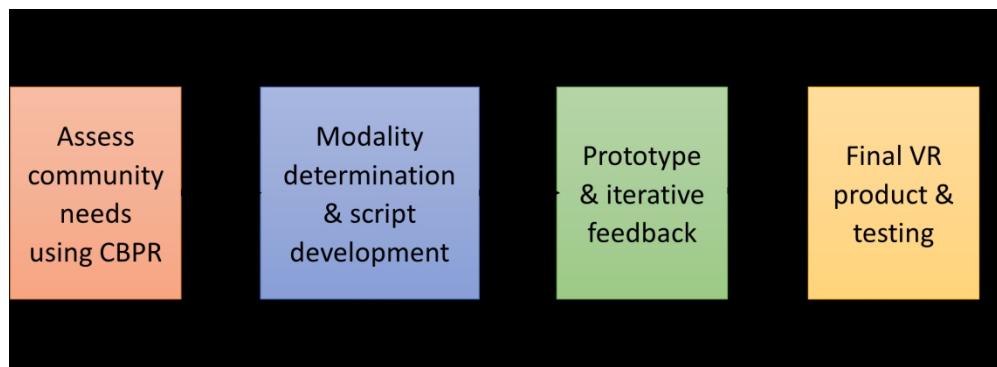 Assess
community
needs
using CBPR
Modality
determination
& script
development
Prototype
& iterative
feedback
Final VR
product &
testing